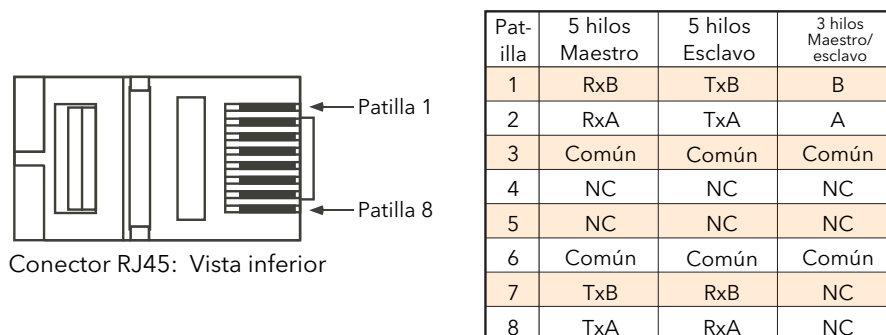 Patilla 1
Patilla 8
Conector RJ45: Vista inferior
Pat-
illa
5 hilos
Maestro
5 hilos
Esclavo
3 hilos
Maestro/
esclavo
1 RxB TxB B
2 RxA TxA A
3 Común Común Común
4 NC NC NC
5 NC NC NC
6 Común Común Común
7 TxB RxB NC
8 TxA RxA NC